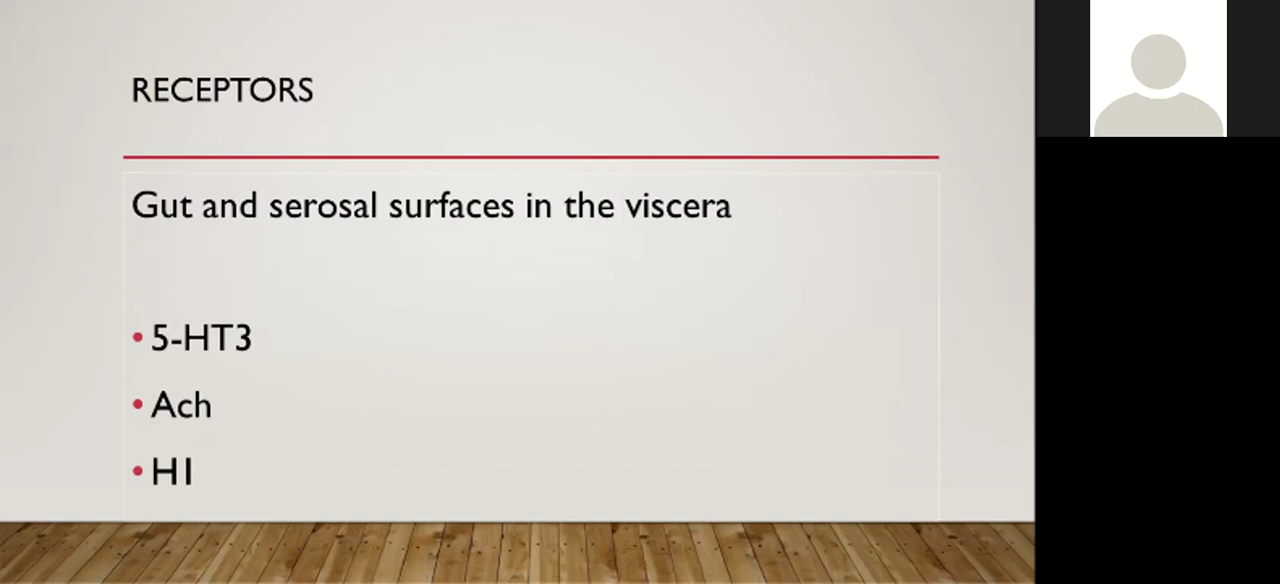 RECEPTORS
Gut and serosal surfaces in the viscera
• 5-HT3
• Ach
• H1